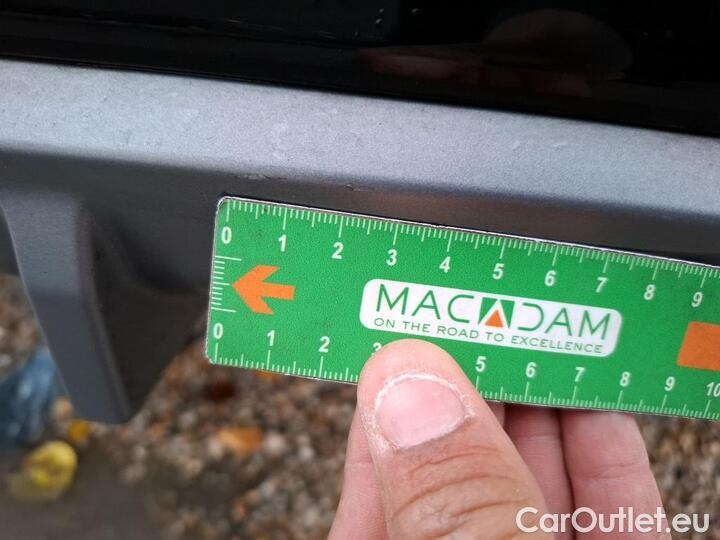 0 1 2 3 4 5 6 7 8 9
MACADAM
ON THE ROAD TO EXCELLENCE
0 1 2 3 5 6 7 8 9 10
CarOutlet.eu